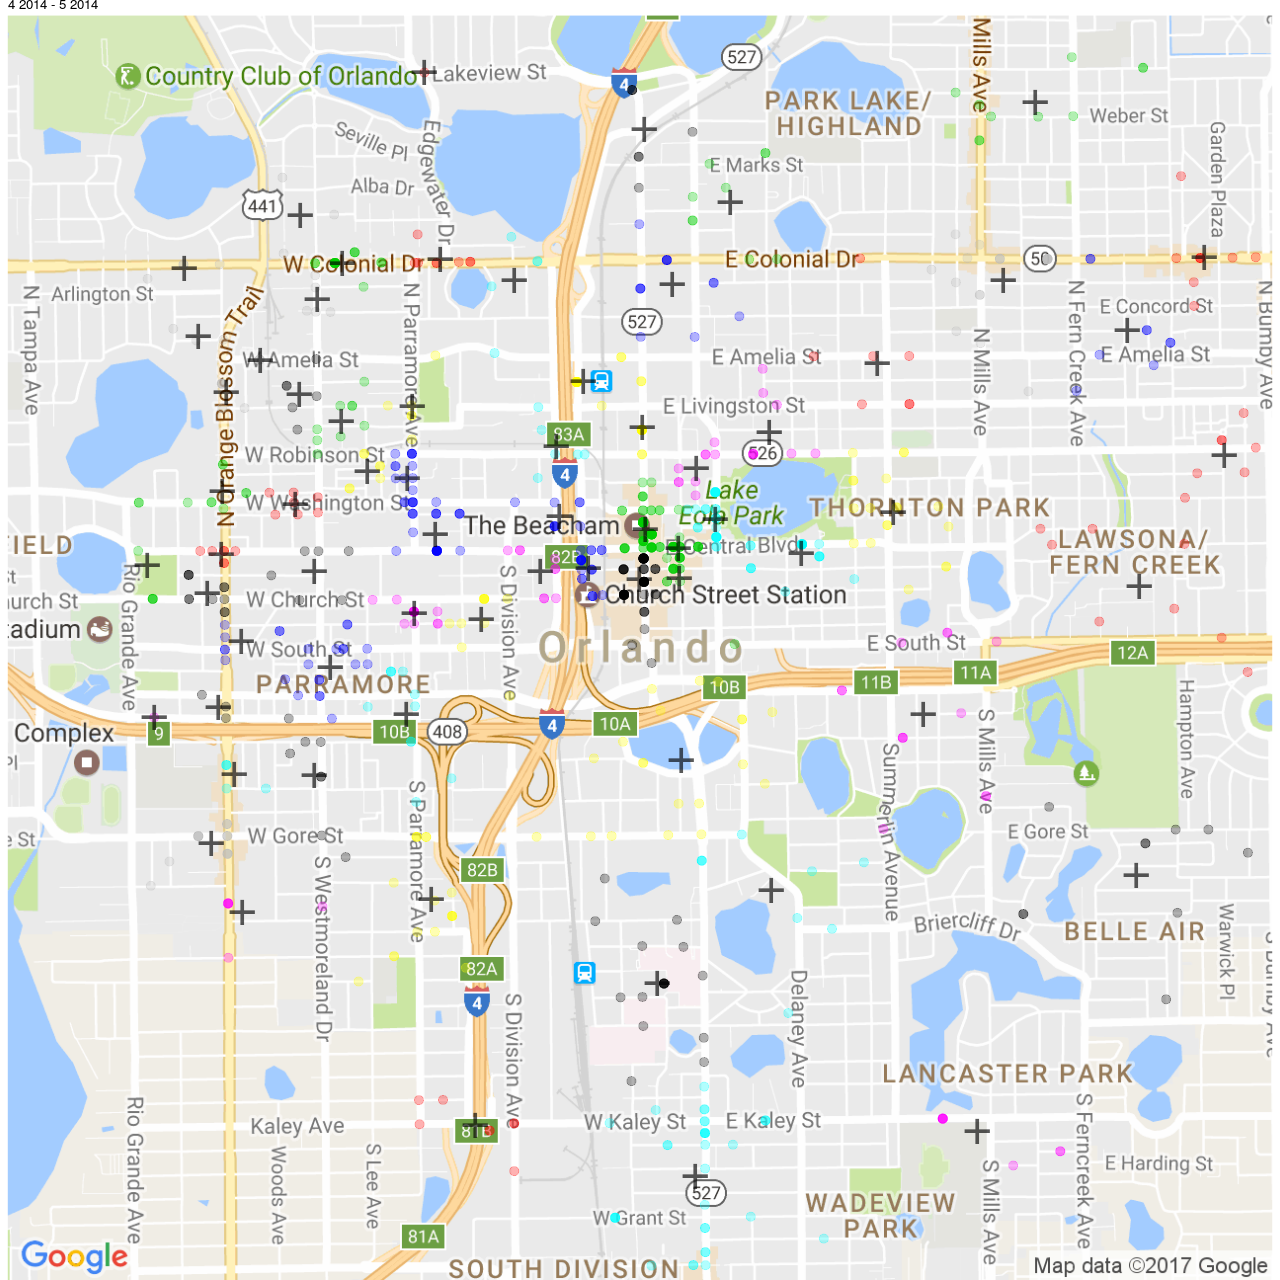 4 2014 - 5 2014
527
Mills Ave
4
Country Club of Orlando
Lakeview St
PARK LAKE/
HIGHLAND
Weber St
Seville Pl
Edgewater Dr
Garden Plaza
E Marks St
Alba Dr
441
W Colonial Dr
E Colonial Dr
50
Arlington St
N Tampa Ave
N Orange Blossom Trail
N Parramore Ave
N Fern Creek Ave
N Bumby Ave
E Concord St
527
N Mills Ave
W Amelia St
E Amelia St
E Amelia St
E Livingston St
83A
W Robinson St
526
4
Lake
Eola Park
W Washington St
THORNTON PARK
The Beacham
FIELD
E Central Blvd
LAWSONA/
FERN CREEK
82B
Rio Grande Ave
S Division Ave
W Church St
Church Street Station
Orlando
E South St
W South St
12A
11A
11B
PARRAMORE
10B
Hampton Ave
9
10B
408
4
10A
Complex
S Mills Ave
Summerlin Avenue
S Parramore Ave
W Gore St
E Gore St
e St
82B
S Westmoreland Dr
Briercliff Dr
BELLE AIR
Warwick Pl
82A
4
S Division Ave
Delaney Ave
LANCASTER PARK
Rio Grande Ave
Kaley Ave
81B
W Kaley St
E Kaley St
S Ferncreek Ave
Woods Ave
S Lee Ave
E Harding St
S Mills Ave
527
WADEVIEW
PARK
W Grant St
81A
Google
SOUTH DIVISION
Map data ©2017 Google